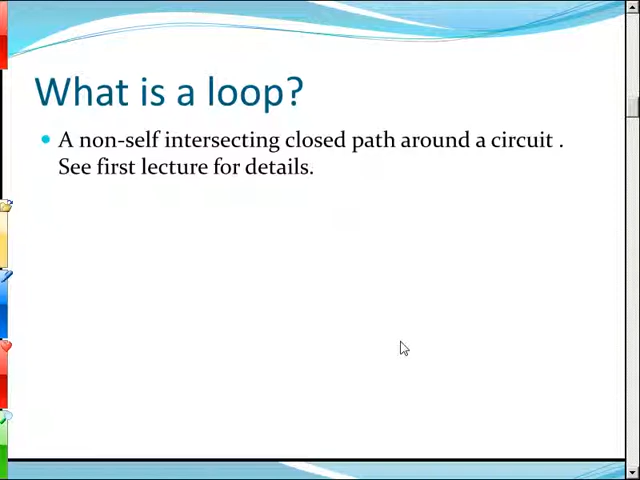 What is a loop?
A non-self intersecting closed path around a circuit .
See first lecture for details.